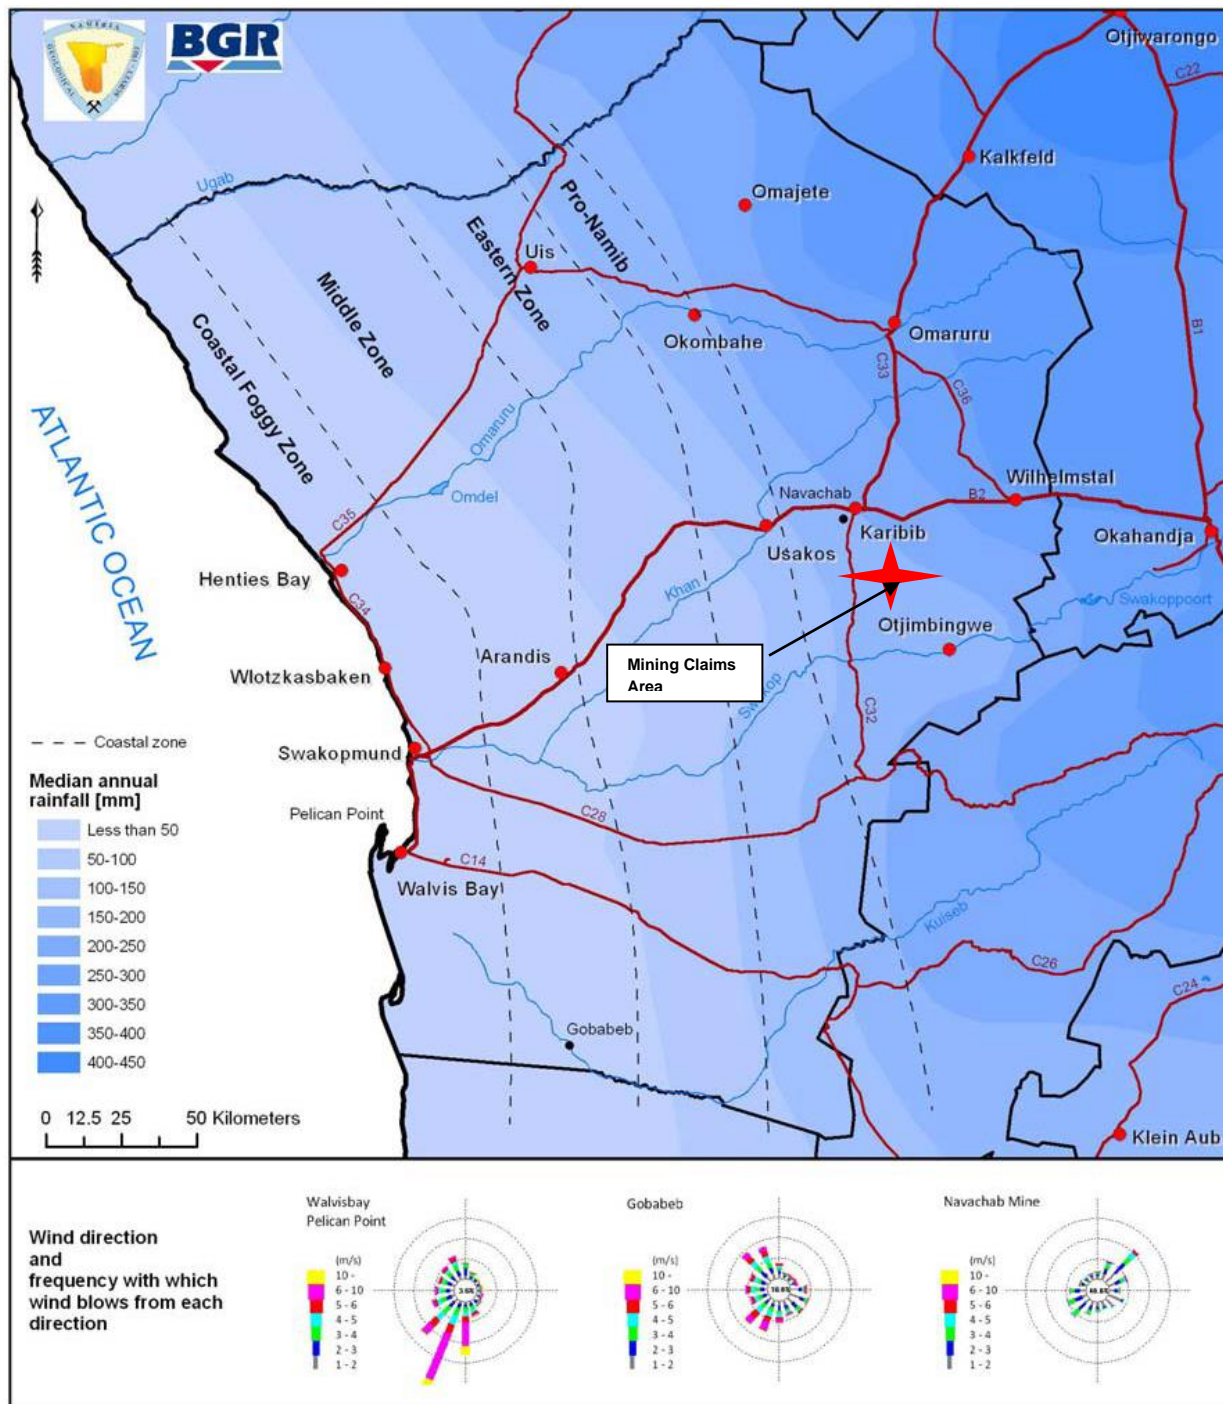 NAMIBIA
GEOLOGICAL
SURVEY - 1903
BGR
Otjiwarongo
C22
Kalkfeld
Omajete
Ugab
Pro-Namib
Uis
Eastern Zone
Middle Zone
Coastal Foggy Zone
Okombahe
Omaruru
B1
C33
C36
ATLANTIC OCEAN
Omaruru
Omdel
C35
Navachab
B2
Wilhelmstal
Karibib
Usakos
Okahandja
Henties Bay
C34
Khan
Swakoppoort
Otjimbingwe
Mining Claims
Area
Arandis
Wlotzkasbaken
Swakop
C32
Coastal zone
Swakopmund
Median annual
rainfall [mm]
Pelican Point
C28
Less than 50
50-100
100-150
150-200
200-250
250-300
300-350
350-400
400-450
C14
Walvis Bay
Kuiseb
C26
C24
Gobabeb
0 12.5 25 50 Kilometers
Klein Aub
Wind direction
and
frequency with which
wind blows from each
direction
Walvisbay
Pelican Point
(m/s)
10 -
6 - 10
5 - 6
4 - 5
3 - 4
2 - 3
1 - 2
3.6%
Gobabeb
(m/s)
10 -
6 - 10
5 - 6
4 - 5
3 - 4
2 - 3
1 - 2
Navachab Mine
(m/s)
10 -
6 - 10
5 - 6
4 - 5
3 - 4
2 - 3
1 - 2